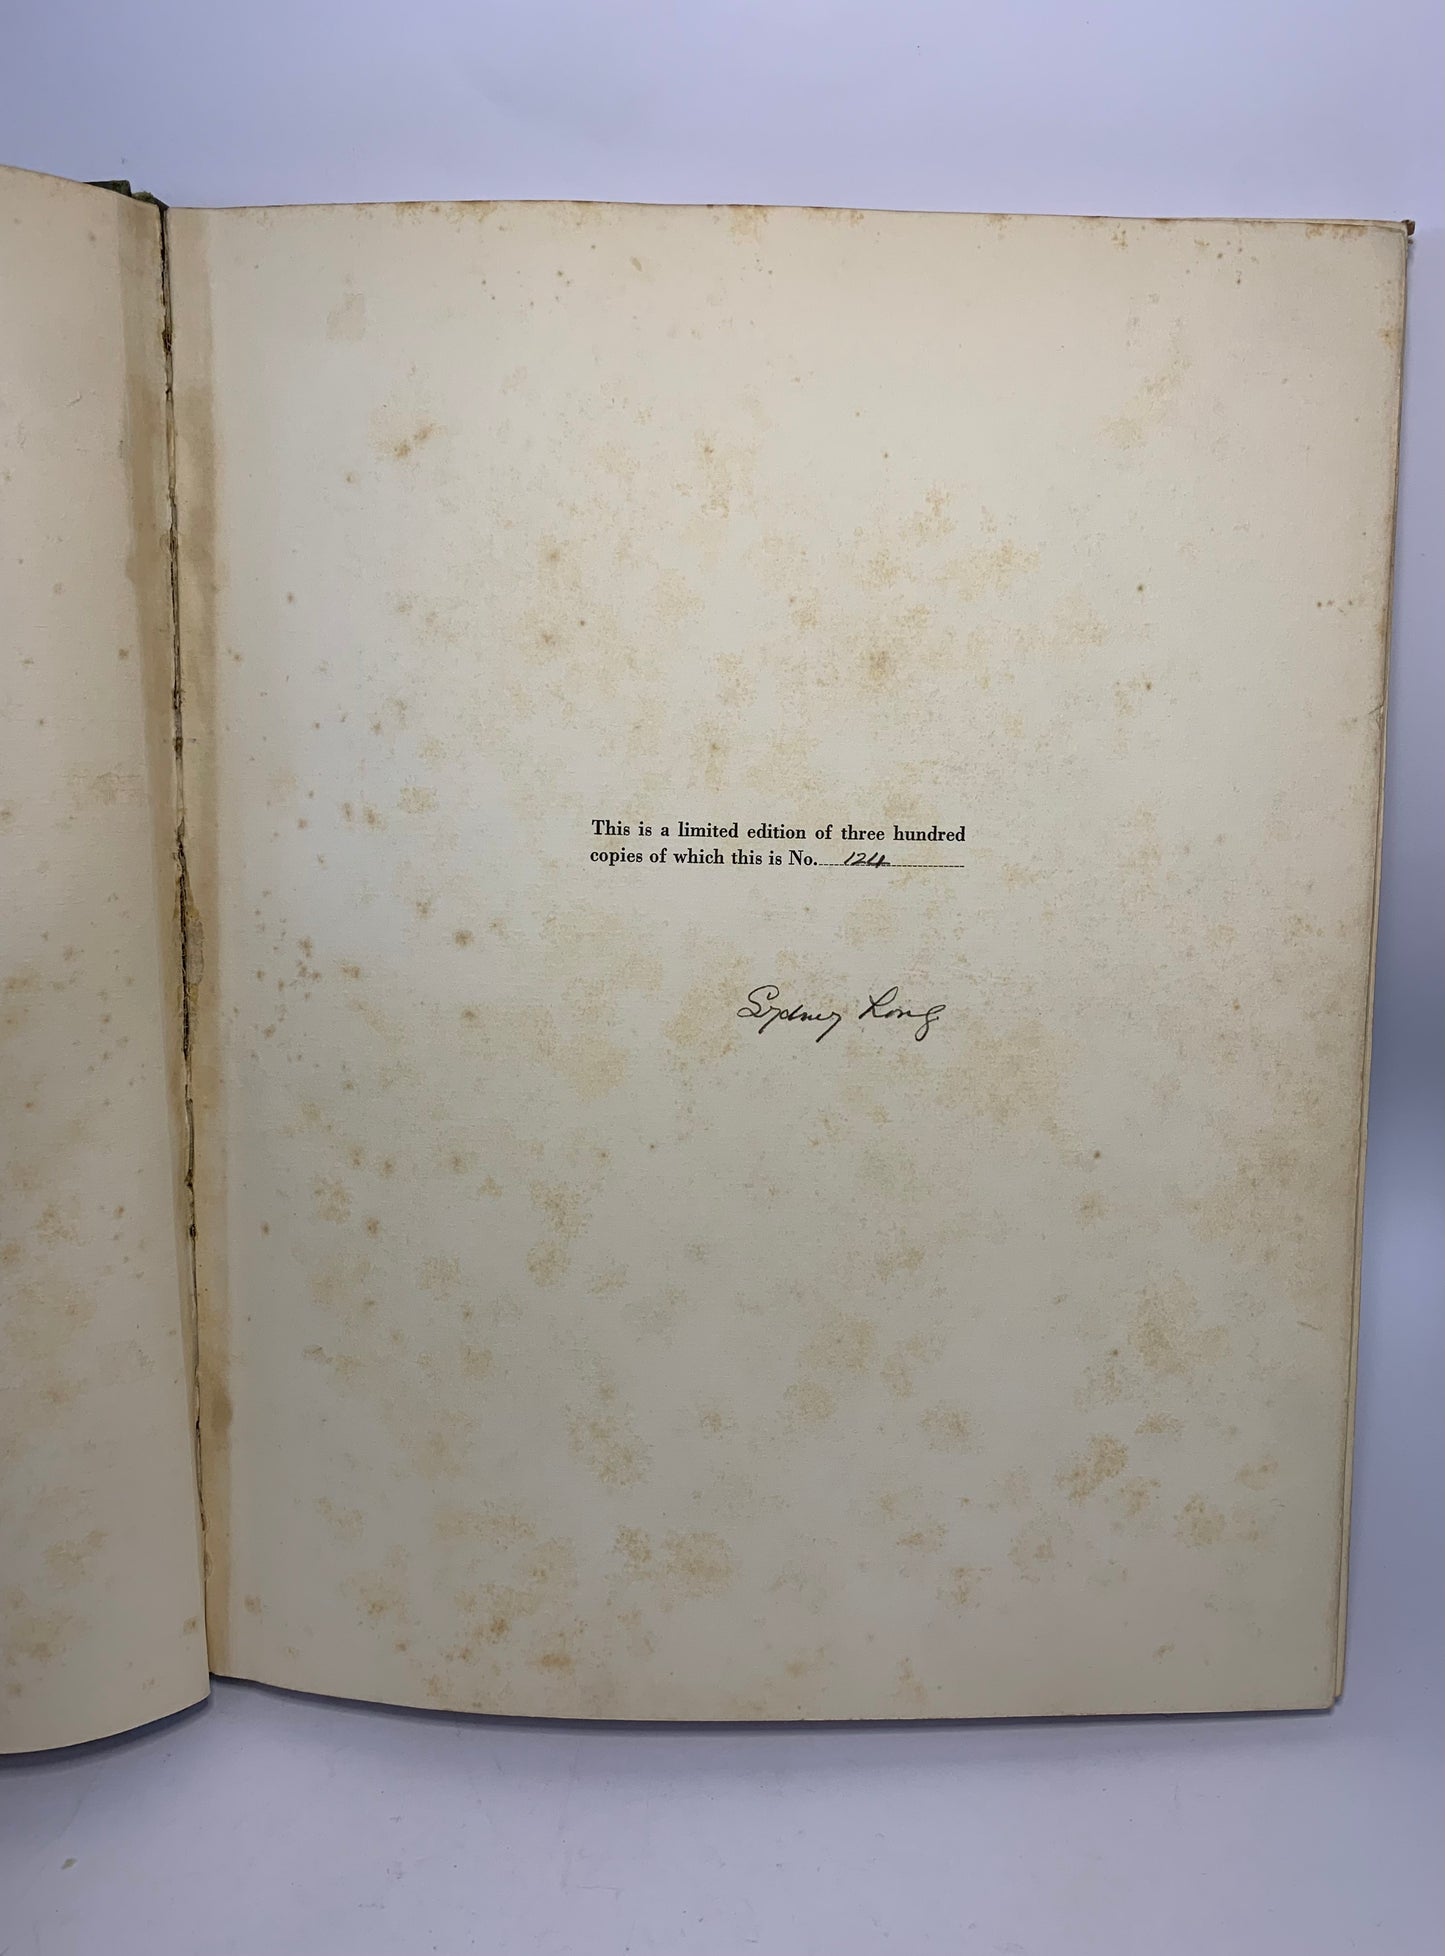 This is a limited edition of three hundred
copies of which this is No. 124
Sydney Long